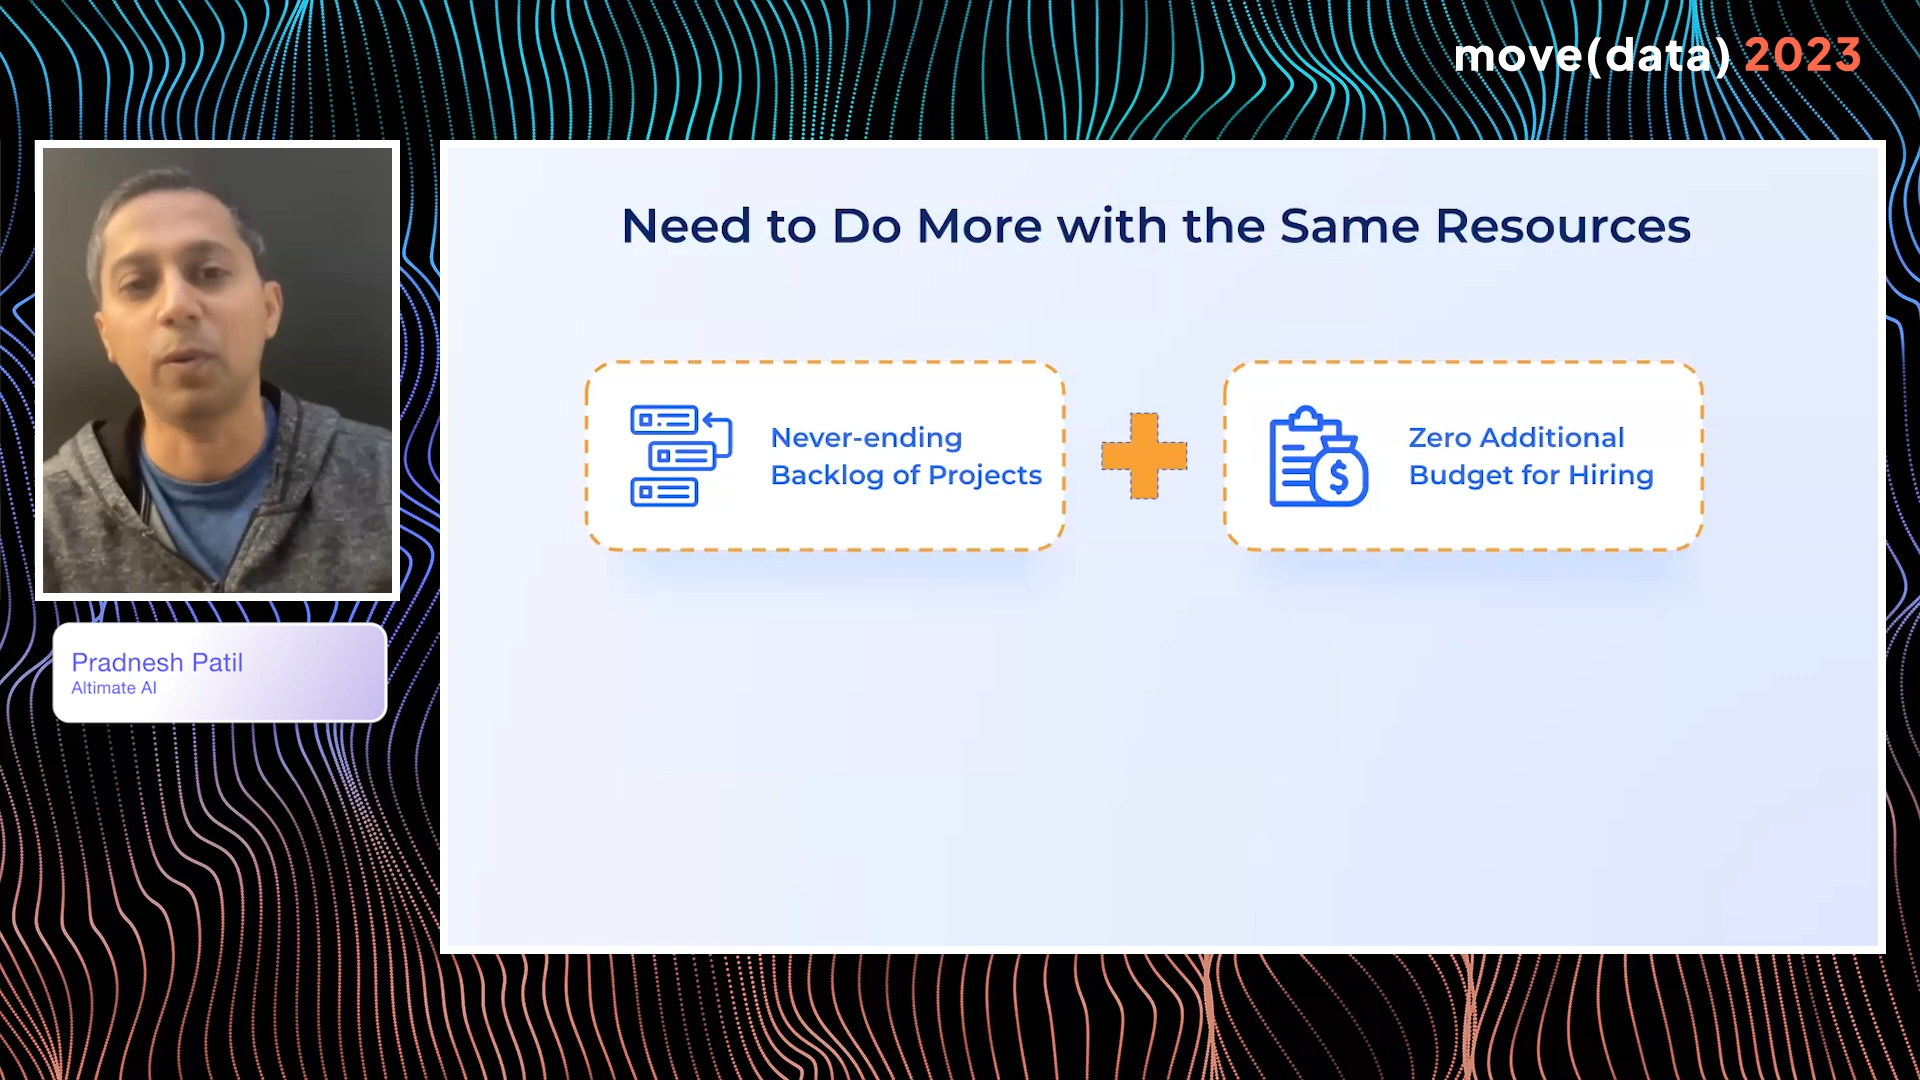 move(data) 2023
Need to Do More with the Same Resources
Never-ending
Backlog of Projects
Zero Additional
Budget for Hiring
$
Pradnesh Patil
Altimate AI